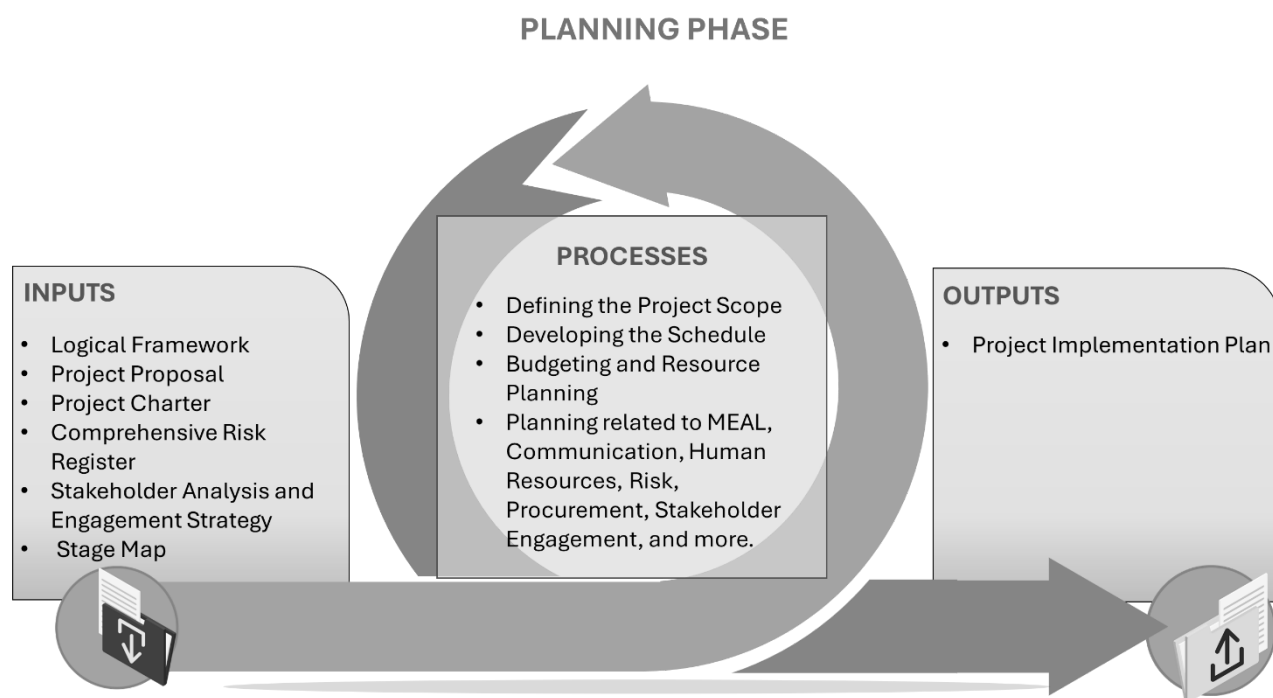 PLANNING PHASE
INPUTS
• Logical Framework
• Project Proposal
• Project Charter
• Comprehensive Risk
Register
• Stakeholder Analysis and
Engagement Strategy
• Stage Map
PROCESSES
• Defining the Project Scope
• Developing the Schedule
• Budgeting and Resource
Planning
• Planning related to MEAL,
Communication, Human
Resources, Risk,
Procurement, Stakeholder
Engagement, and more.
OUTPUTS
• Project Implementation Plan